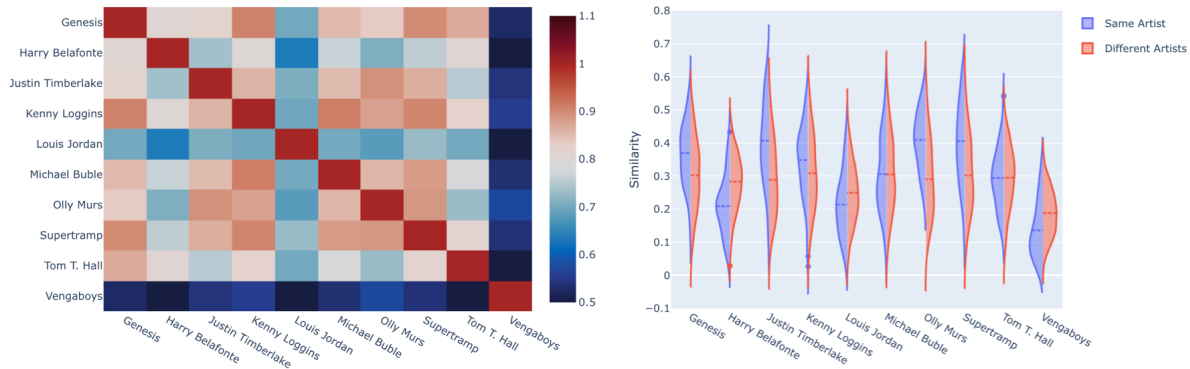 Genesis
Harry Belafonte
Justin Timberlake
Kenny Loggins
Louis Jordan
Michael Buble
Olly Murs
Supertramp
Tom T. Hall
Vengaboys
Genesis
Harry Belafonte
Justin Timberlake
Kenny Loggins
Louis Jordan
Michael Buble
Olly Murs
Supertramp
Tom T. Hall
Vengaboys
1.1
1
0.9
0.8
0.7
0.6
0.5
Similarity
0.8
0.7
0.6
0.5
0.4
0.3
0.2
0.1
0
−0.1
Genesis
Harry Belafonte
Justin Timberlake
Kenny Loggins
Louis Jordan
Michael Buble
Olly Murs
Supertramp
Tom T. Hall
Vengaboys
Same Artist
Different Artists